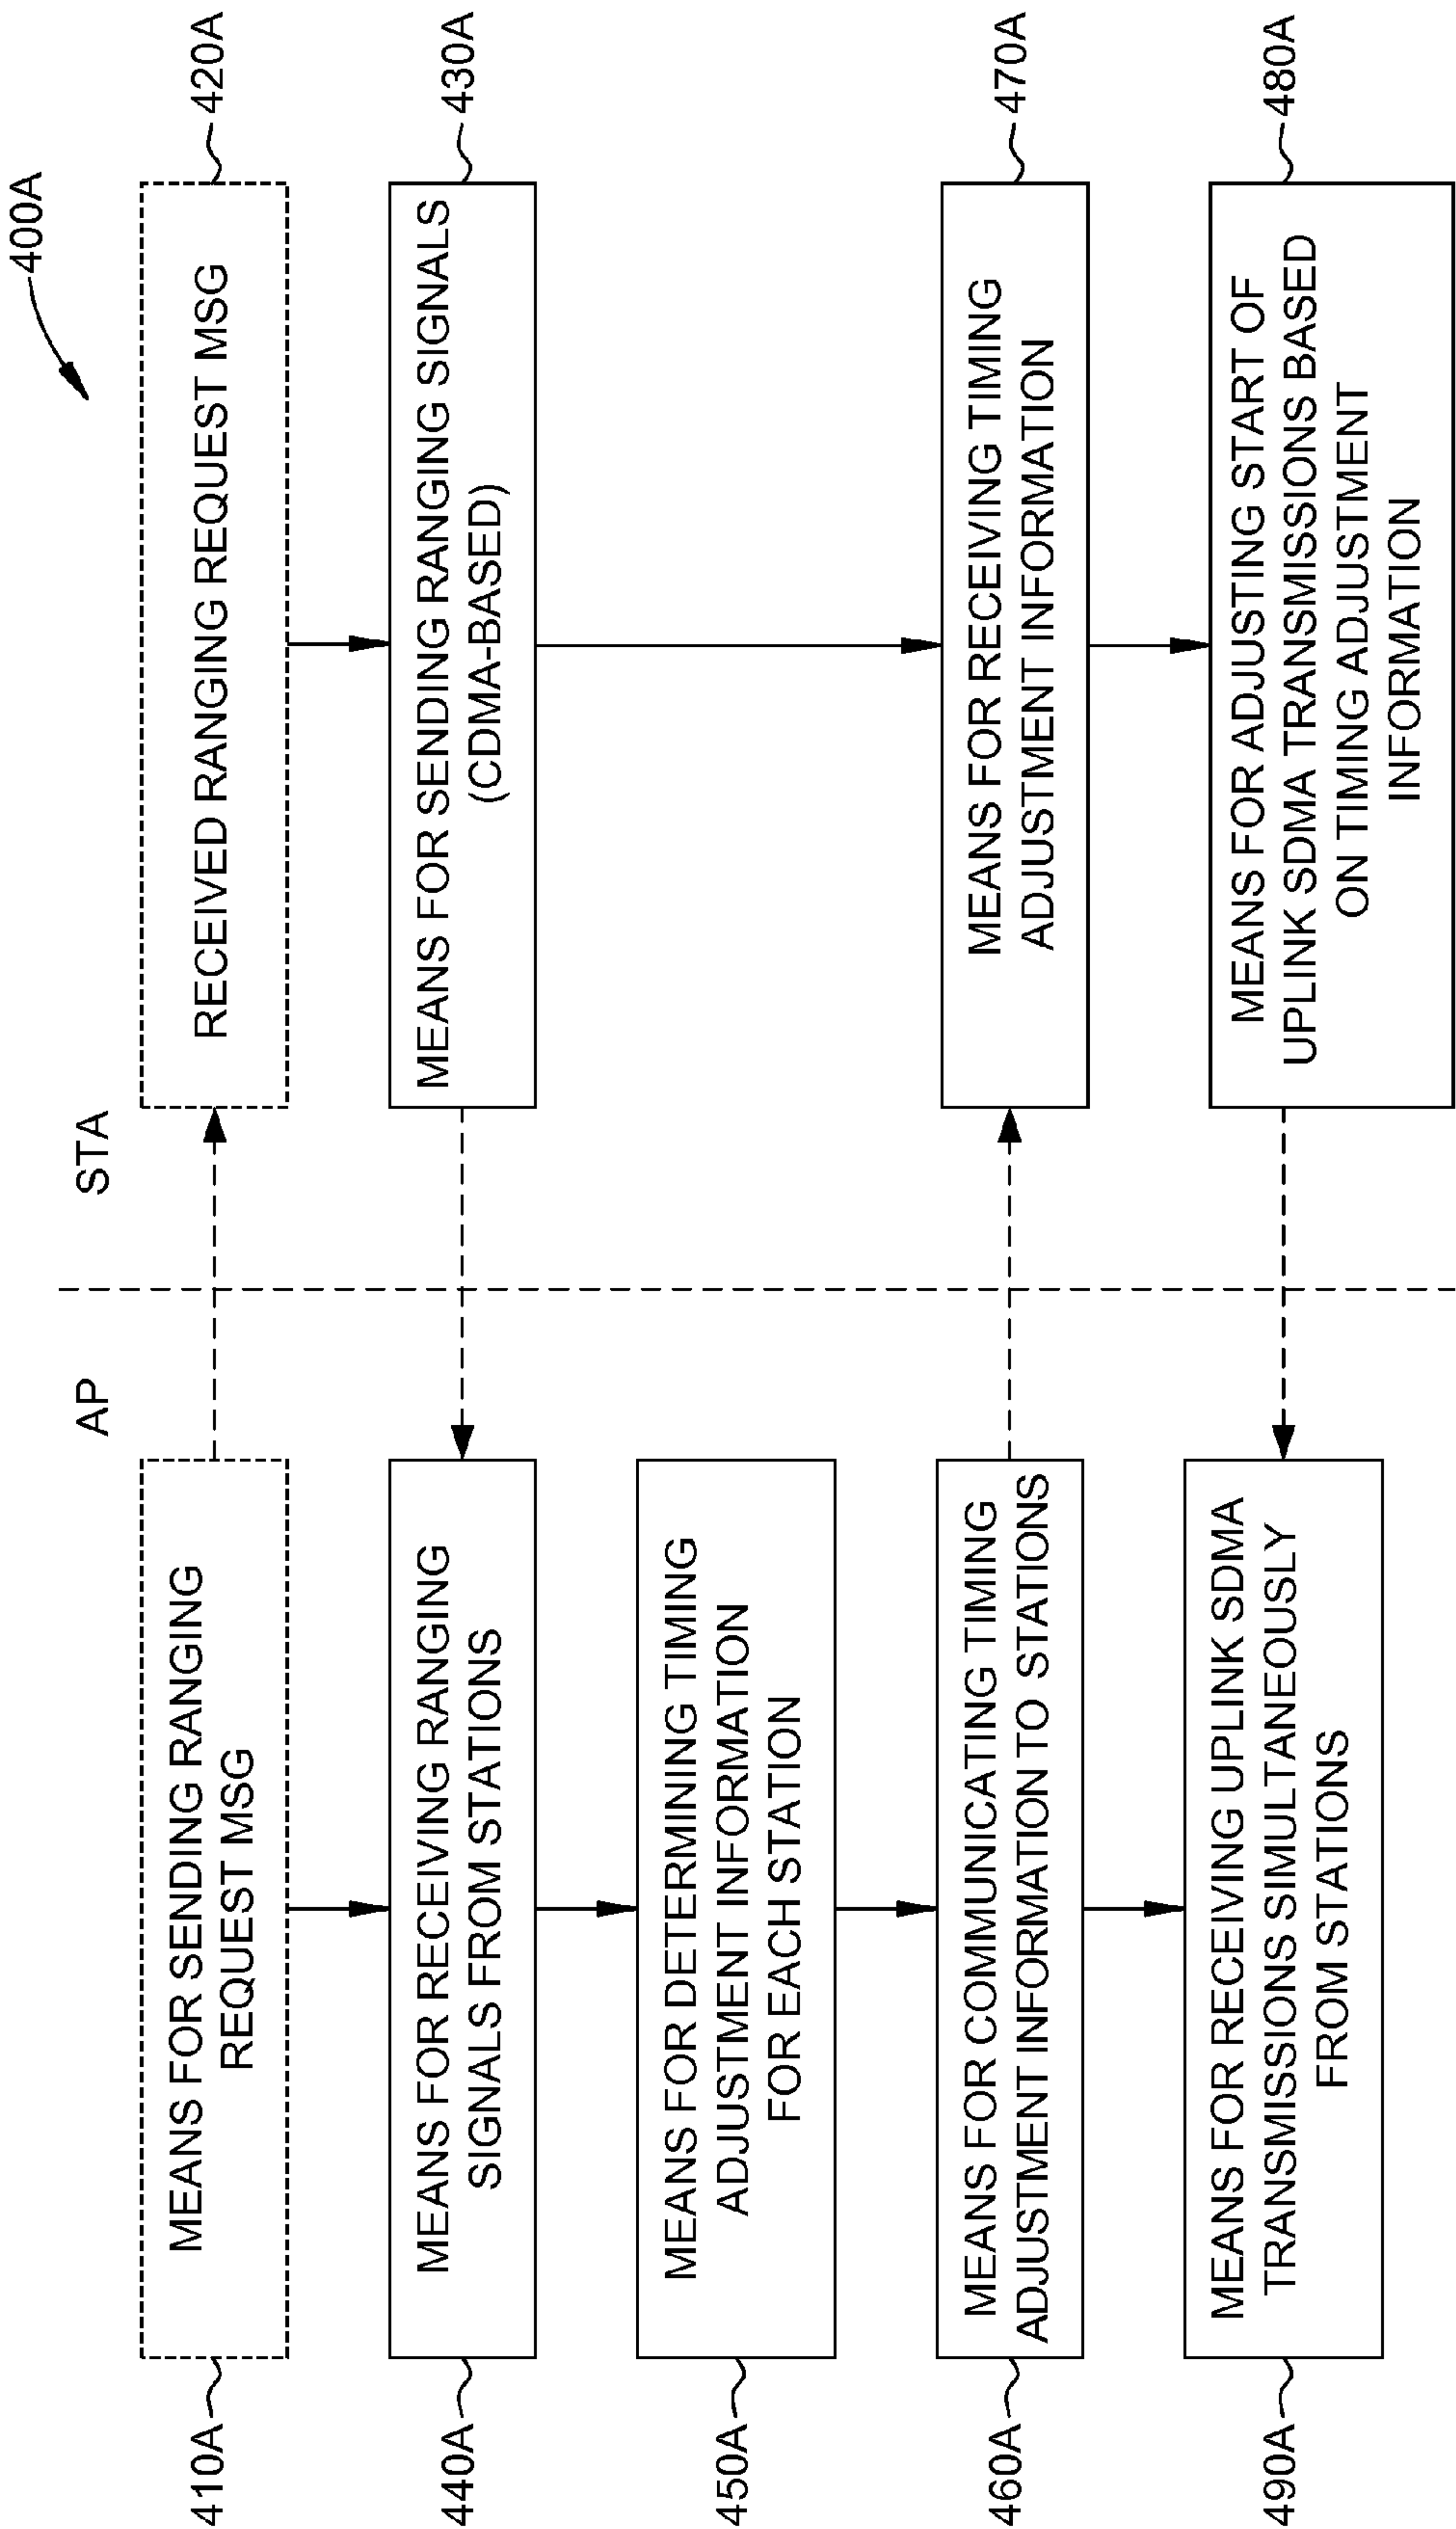 400A
AP
STA
410A
MEANS FOR SENDING RANGING
REQUEST MSG
RECEIVED RANGING REQUEST MSG
420A
440A
MEANS FOR RECEIVING RANGING
SIGNALS FROM STATIONS
MEANS FOR SENDING RANGING SIGNALS
(CDMA-BASED)
430A
450A
MEANS FOR DETERMINING TIMING
ADJUSTMENT INFORMATION
FOR EACH STATION
460A
MEANS FOR COMMUNICATING TIMING
ADJUSTMENT INFORMATION TO STATIONS
MEANS FOR RECEIVING TIMING
ADJUSTMENT INFORMATION
470A
490A
MEANS FOR RECEIVING UPLINK SDMA
TRANSMISSIONS SIMULTANEOUSLY
FROM STATIONS
MEANS FOR ADJUSTING START OF
UPLINK SDMA TRANSMISSIONS BASED
ON TIMING ADJUSTMENT
INFORMATION
480A